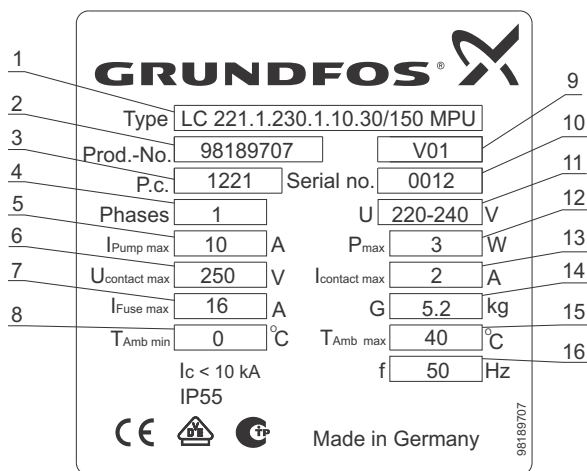 GRUNDFOS®
1
Type LC 221.1.230.1.10.30/150 MPU
9
2
Prod.-No. 98189707 V01
10
3
P.c. 1221 Serial no. 0012
11
4
Phases 1 U 220-240 V
12
5
IPump max 10 A Pmax 3 W
13
6
Ucontact max 250 V Icontact max 2 A
14
7
IFuse max 16 A G 5.2 kg
15
8
TAmb min 0 °C TAmb max 40 °C
16
Ic < 10 kA f 50 Hz
IP55
CE VDE CTP Made in Germany
98189707